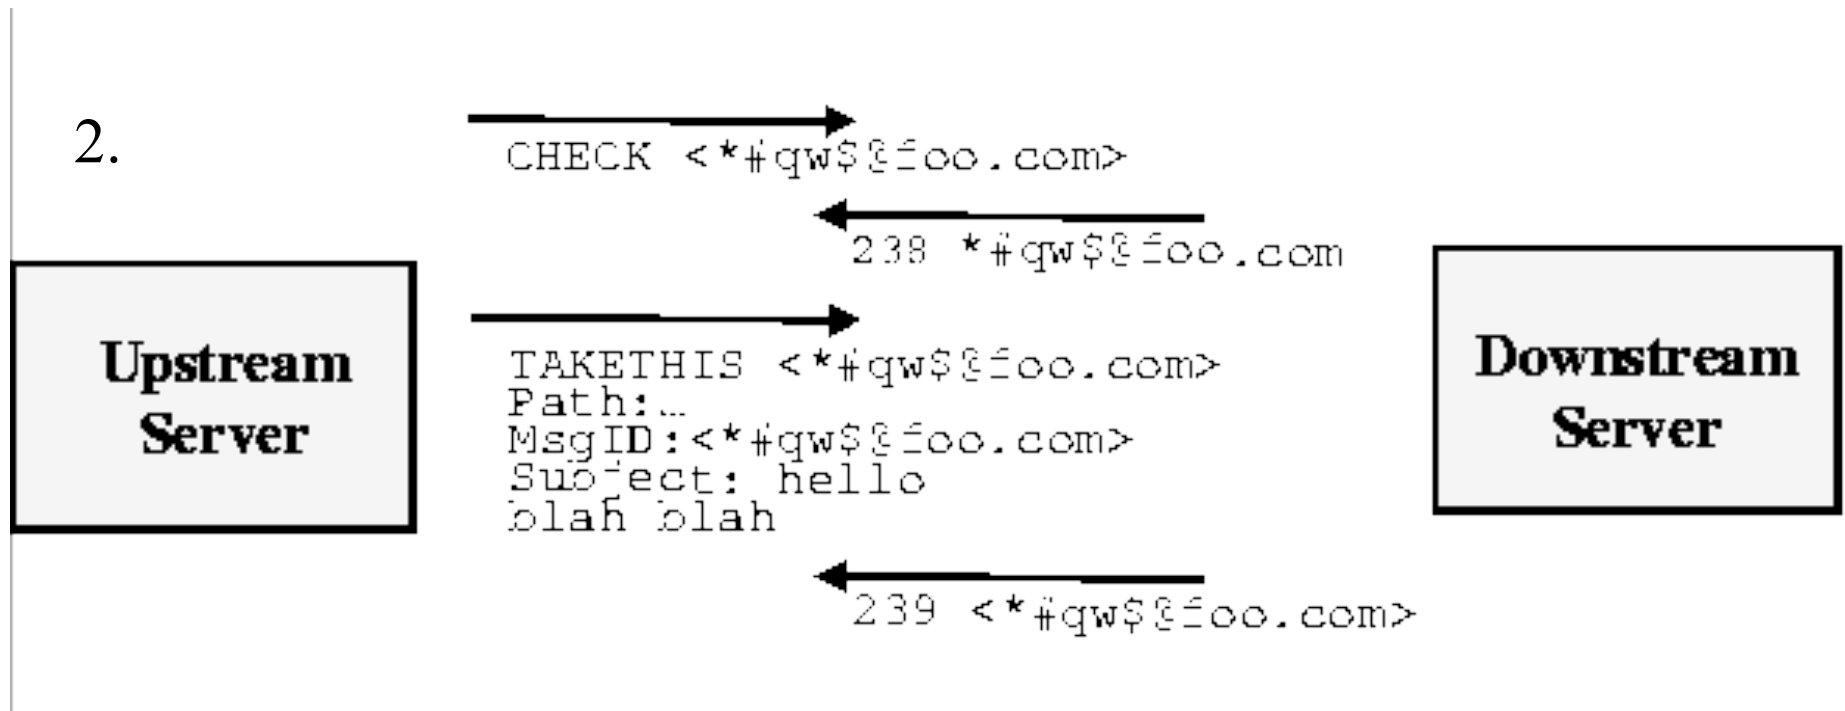 2.
CHECK <*#qw$@foo.com>
238 *#qw$@foo.com
Upstream
Server
TAKETHIS <*#qw$@foo.com>
Path:…
MsgID:<*#qw$@foo.com>
Subject: hello
blah blah
Downstream
Server
239 <*#qw$@foo.com>